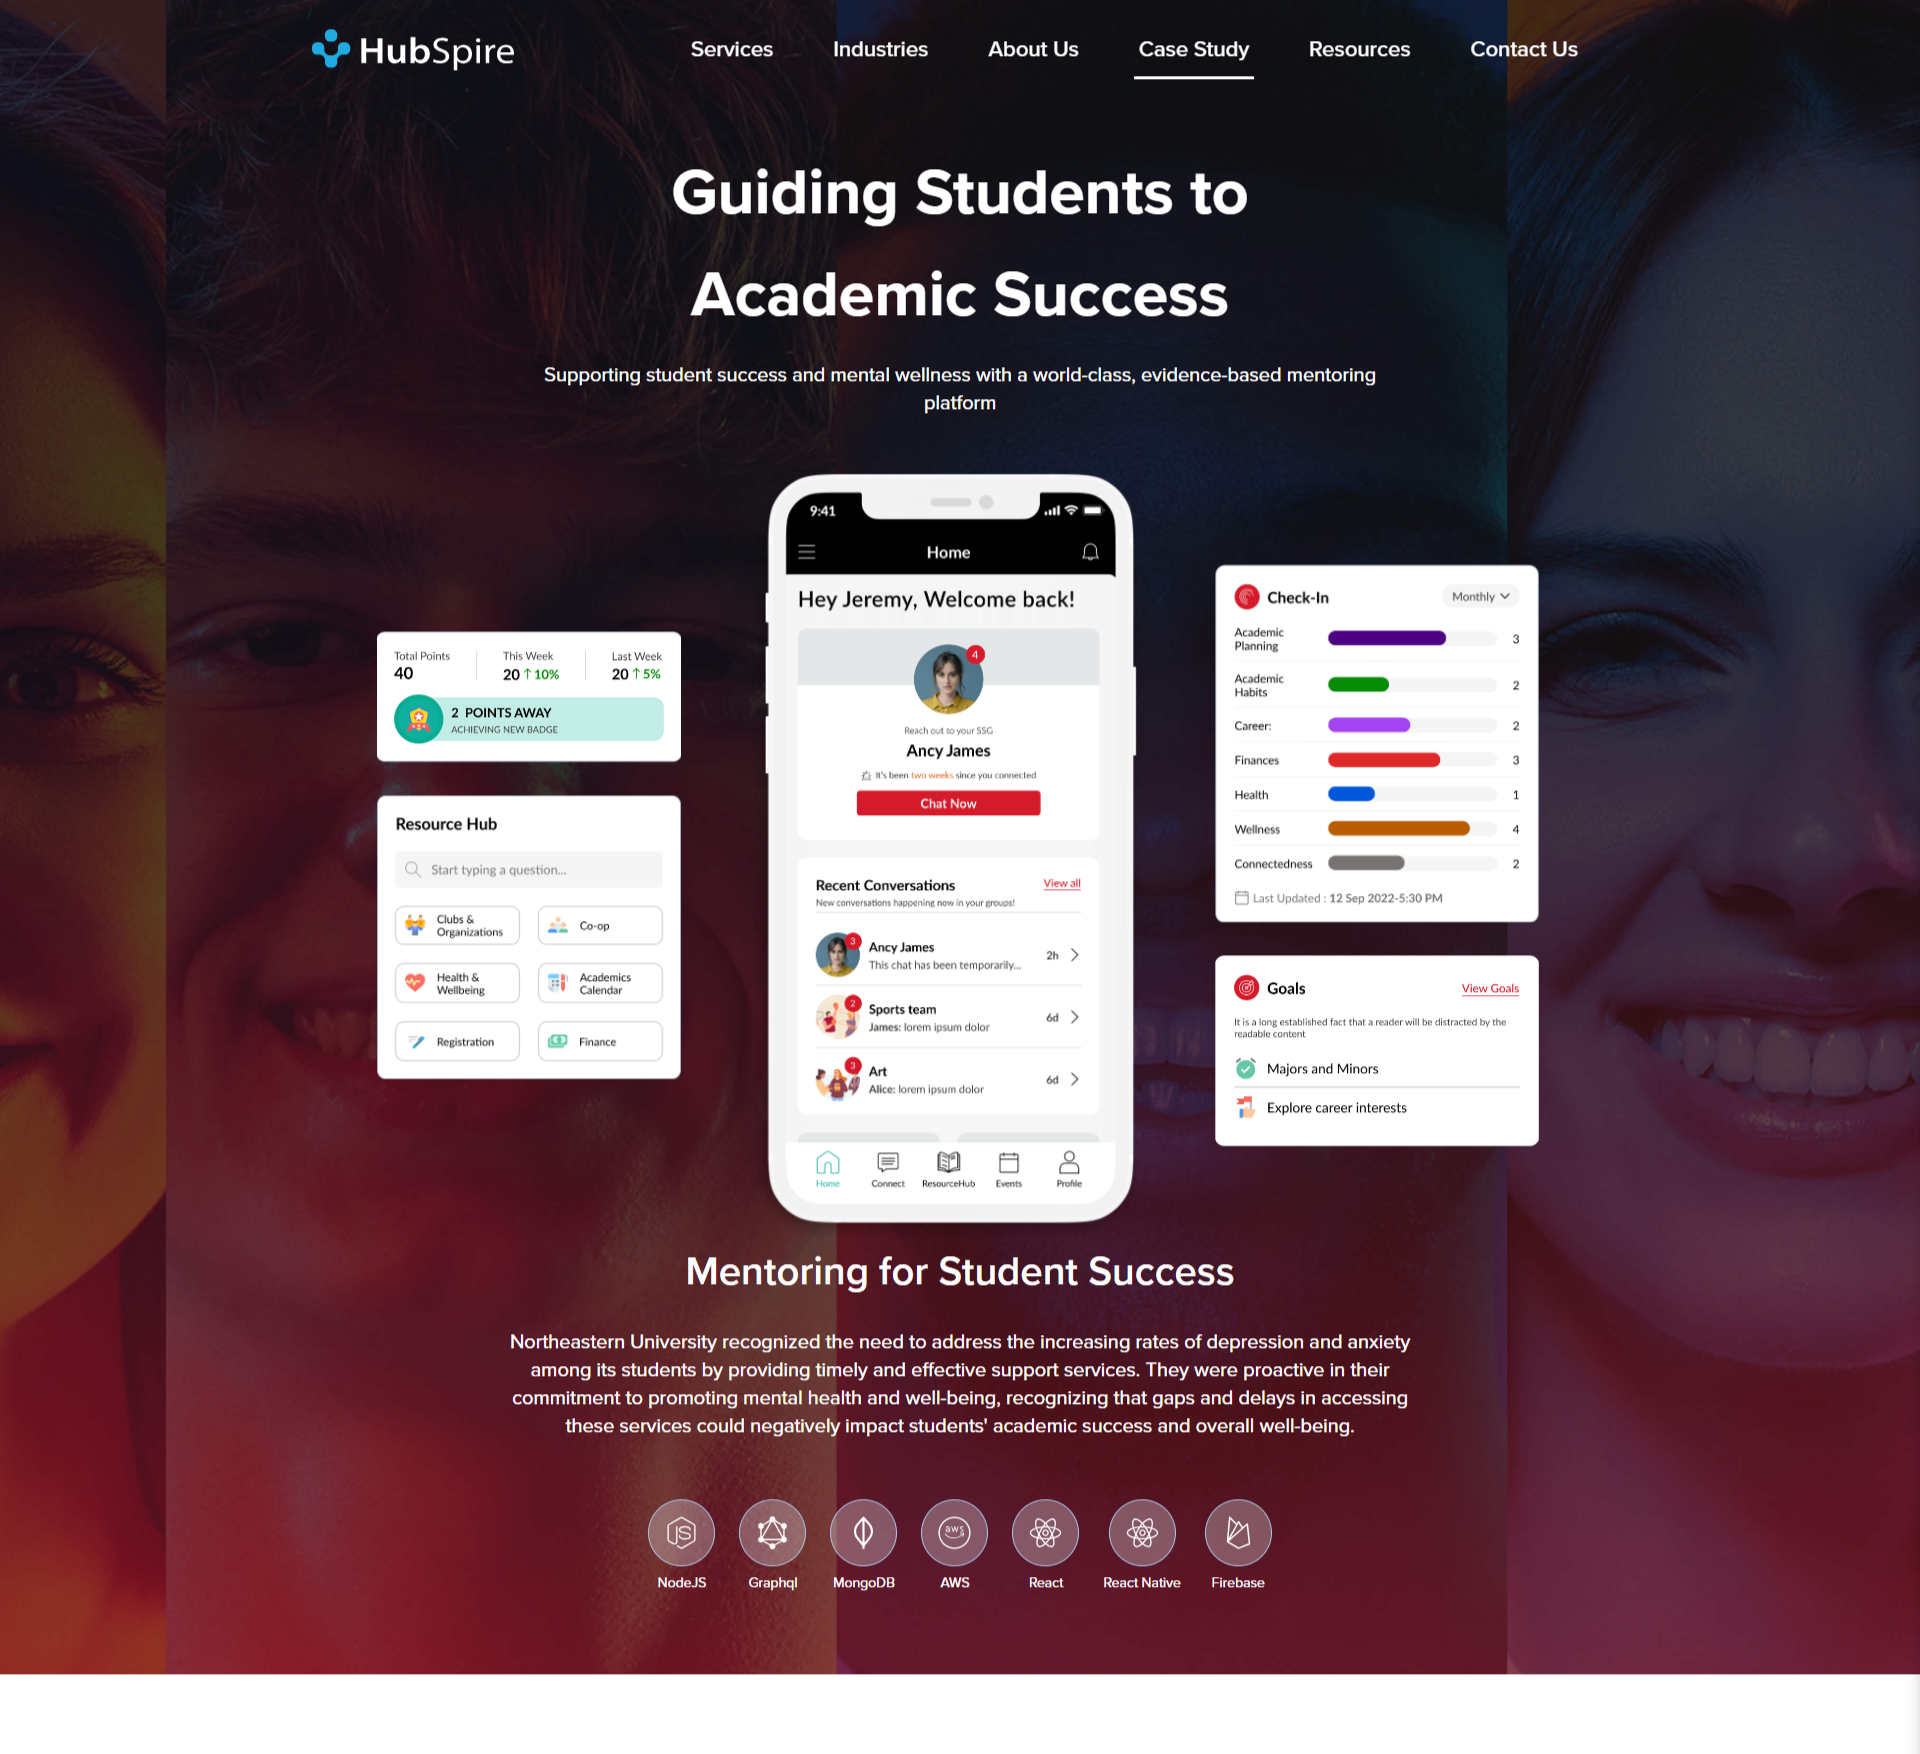 HubSpire
Services
Industries
About Us
Case Study
Resources
Contact Us
Guiding Students to
Academic Success
Supporting student success and mental wellness with a world-class, evidence-based mentoring
platform
Total Points
40
This Week
20 ↑ 10%
Last Week
20 ↑ 5%
2 POINTS AWAY
ACHIEVING NEW BADGE
Resource Hub
Start typing a question...
Clubs &
Organizations
Co-op
Health &
Wellbeing
Academics
Calendar
Registration
Finance
9:41
Home
Hey Jeremy, Welcome back!
4
Reach out to your SSG
Ancy James
It's been two weeks since you connected
Chat Now
Recent Conversations
View all
New conversations happening now in your groups!
3
Ancy James
This chat has been temporarily...
2h
2
Sports team
James: lorem ipsum dolor
6d
3
Art
Alice: lorem ipsum dolor
6d
Home
Connect
ResourceHub
Events
Profile
Check-In
Monthly
Academic
Planning
3
Academic
Habits
2
Career:
2
Finances
3
Health
1
Wellness
4
Connectedness
2
Last Updated : 12 Sep 2022-5:30 PM
Goals
View Goals
It is a long established fact that a reader will be distracted by the
readable content
Majors and Minors
Explore career interests
Mentoring for Student Success
Northeastern University recognized the need to address the increasing rates of depression and anxiety
among its students by providing timely and effective support services. They were proactive in their
commitment to promoting mental health and well-being, recognizing that gaps and delays in accessing
these services could negatively impact students' academic success and overall well-being.
JS
aws
NodeJS
Graphql
MongoDB
AWS
React
React Native
Firebase